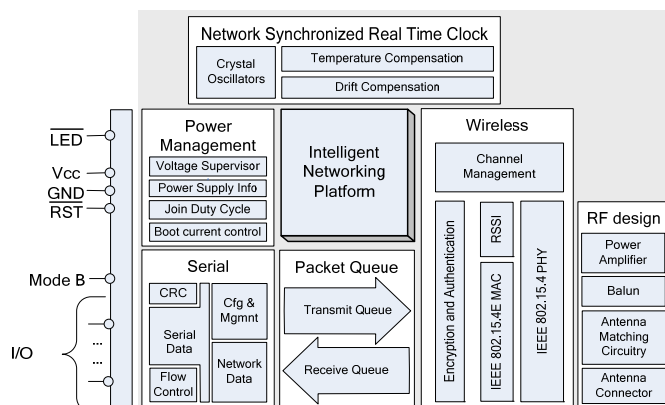 Network Synchronized Real Time Clock
Crystal
Oscillators
Temperature Compensation
Drift Compensation
LED
Vcc
GND
RST
Mode B
I/O
...
...
Power
Management
Voltage Supervisor
Power Supply Info
Join Duty Cycle
Boot current control
Intelligent
Networking
Platform
Wireless
Channel
Management
Encryption and Authentication
RSSI
IEEE 802.15.4E MAC
IEEE 802.15.4 PHY
RF design
Power
Amplifier
Balun
Antenna
Matching
Circuitry
Antenna
Connector
Serial
CRC
Serial
Data
Flow
Control
Cfg &
Mgmnt
Network
Data
Packet Queue
Transmit Queue
Receive Queue